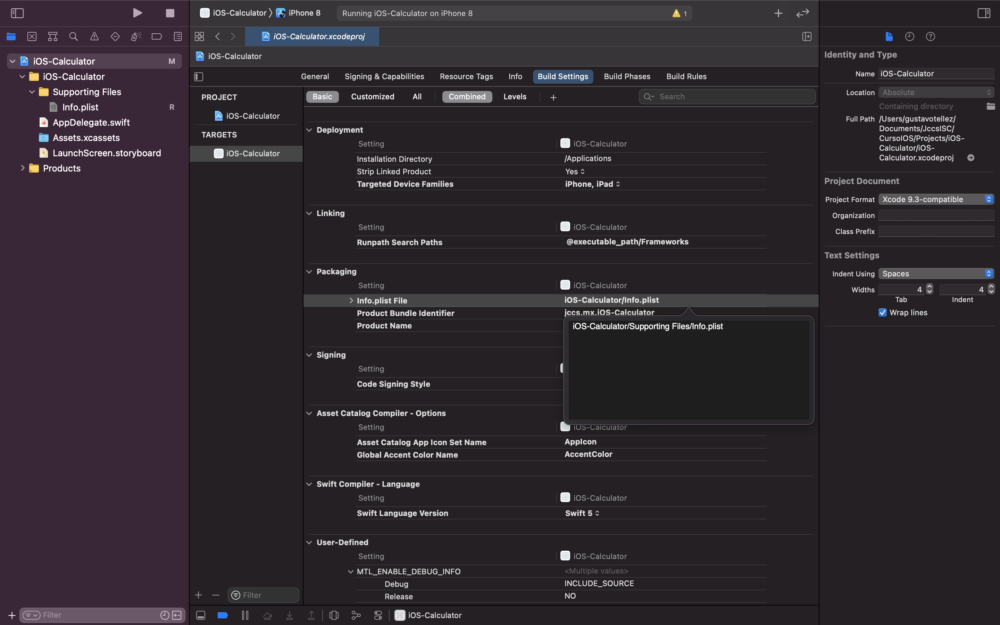 iOS-Calculator
iPhone 8
Running iOS-Calculator on iPhone 8
1
iOS-Calculator.xcodeproj
iOS-Calculator
M
iOS-Calculator
Supporting Files
Info.plist
R
AppDelegate.swift
Assets.xcassets
LaunchScreen.storyboard
Products
Filter
iOS-Calculator
General
Signing & Capabilities
Resource Tags
Info
Build Settings
Build Phases
Build Rules
PROJECT
iOS-Calculator
TARGETS
iOS-Calculator
Filter
Basic
Customized
All
Combined
Levels
Search
Deployment
Setting
iOS-Calculator
Installation Directory
/Applications
Strip Linked Product
Yes
Targeted Device Families
iPhone, iPad
Linking
Setting
iOS-Calculator
Runpath Search Paths
@executable_path/Frameworks
Packaging
Setting
iOS-Calculator
Info.plist File
iOS-Calculator/Info.plist
Product Bundle Identifier
jccs.mx.iOS-Calculator
Product Name
iOS-Calculator/Supporting Files/Info.plist
Signing
Setting
Code Signing Style
Asset Catalog Compiler - Options
Setting
iOS-Calculator
Asset Catalog App Icon Set Name
AppIcon
Global Accent Color Name
AccentColor
Swift Compiler - Language
Setting
iOS-Calculator
Swift Language Version
Swift 5
User-Defined
Setting
iOS-Calculator
MTL_ENABLE_DEBUG_INFO
<Multiple values>
Debug
INCLUDE_SOURCE
Release
NO
iOS-Calculator
Identity and Type
Name
iOS-Calculator
Location
Absolute
Containing directory
Full Path
/Users/gustavotellez/
Documents/JccsISC/
CursoIOS/Projects/iOS-
Calculator/iOS-
Calculator.xcodeproj
Project Document
Project Format
Xcode 9.3-compatible
Organization
Class Prefix
Text Settings
Indent Using
Spaces
Widths
4
4
Tab
Indent
Wrap lines